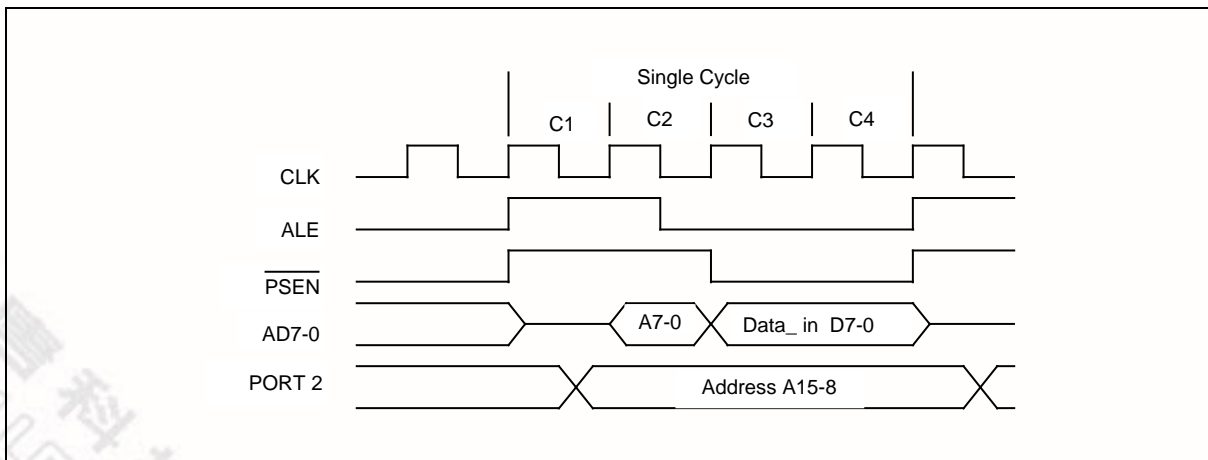 Single Cycle
C1 C2 C3 C4
CLK
ALE
PSEN
AD7-0 A7-0 Data_ in D7-0
PORT 2 Address A15-8